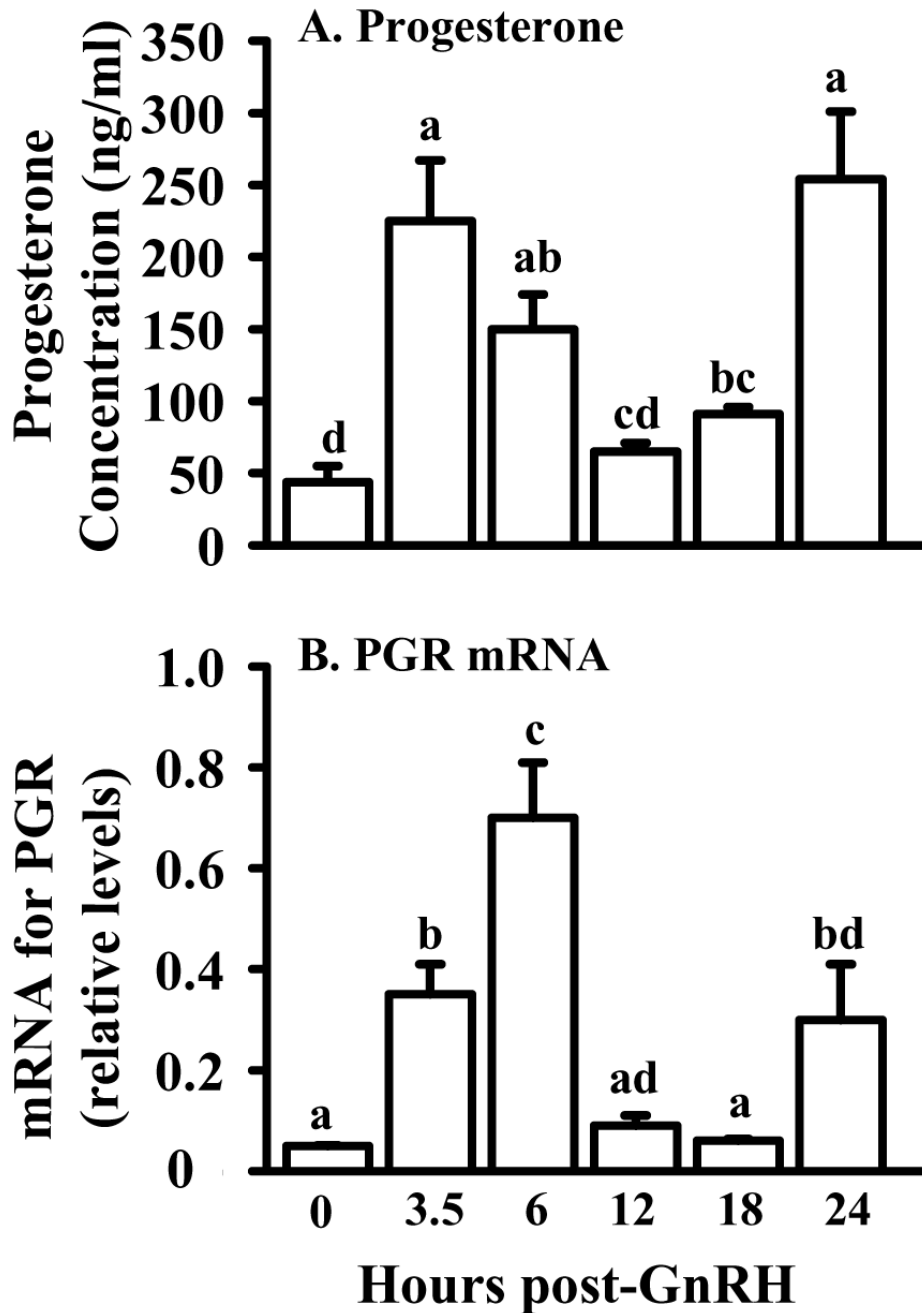 A. Progesterone
Progesterone
Concentration (ng/ml)
350
300
250
200
150
100
50
0
d
a
ab
cd
bc
a
B. PGR mRNA
mRNA for PGR
(relative levels)
1.0
0.8
0.6
0.4
0.2
0
a
b
c
ad
a
bd
0 3.5 6 12 18 24
Hours post-GnRH